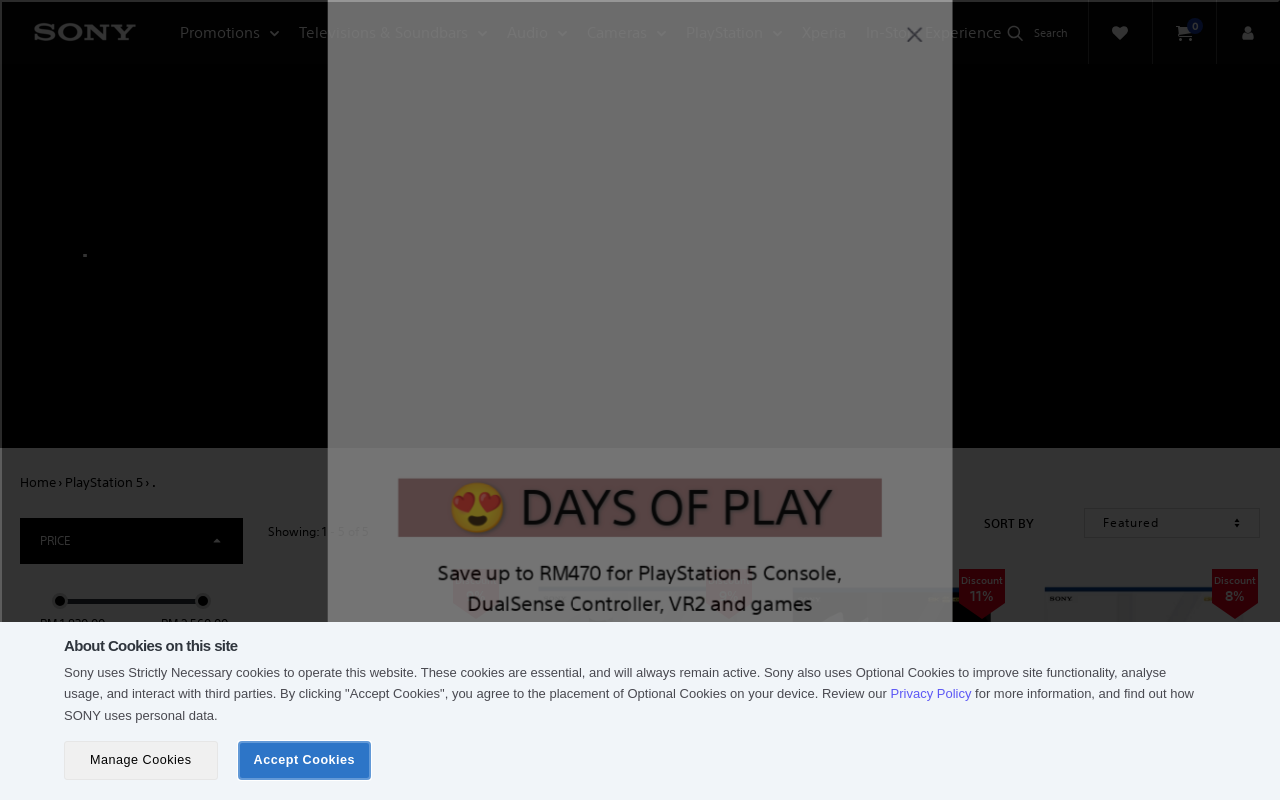 SONY
Promotions
Televisions & Soundbars
Audio
Cameras
PlayStation
Xperia
In-Store Experience
Search
0
Home › PlayStation 5 › .
PRICE
Showing: 1 - 5 of 5
SORT BY
Featured
😍 DAYS OF PLAY
Save up to RM470 for PlayStation 5 Console,
DualSense Controller, VR2 and games
Discount
11%
SONY
Discount
8%
About Cookies on this site
Sony uses Strictly Necessary cookies to operate this website. These cookies are essential, and will always remain active. Sony also uses Optional Cookies to improve site functionality, analyse
usage, and interact with third parties. By clicking "Accept Cookies", you agree to the placement of Optional Cookies on your device. Review our Privacy Policy for more information, and find out how
SONY uses personal data.
Manage Cookies
Accept Cookies